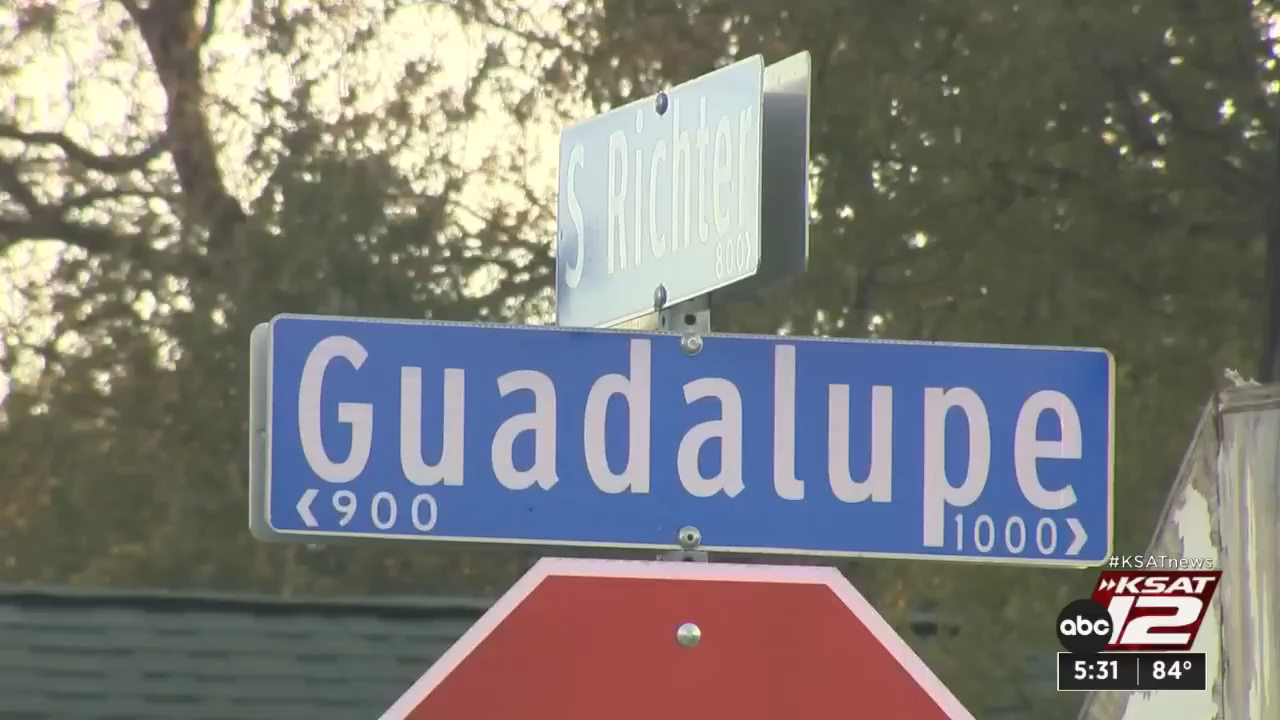 S Richter
800>
Guadalupe
<900
1000>
#KSATnews
KSAT
abc 12
5:31 84°